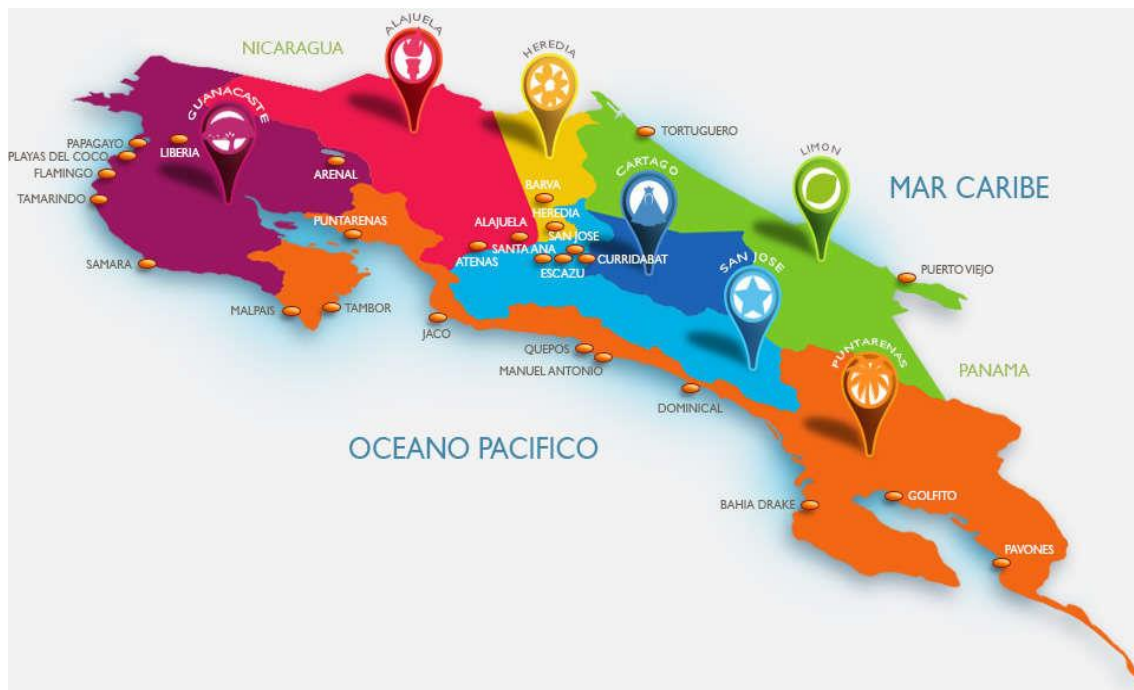 ALAJUELA
NICARAGUA
HEREDIA
GUANACASTE
TORTUGUERO
PAPAGAYO
LIBERIA
PLAYAS DEL COCO
LIMON
FLAMINGO
ARENAL
CARTAGO
BARVA
MAR CARIBE
TAMARINDO
PUNTARENAS
ALAJUELA
HEREDIA
SAN JOSE
SANTA ANA
ATENAS
ESCAZU
CURRIDABAT
SAN JOSE
SAMARA
PUERTO VIEJO
MALPAIS
TAMBOR
JACO
QUEPOS
MANUEL ANTONIO
PUNTARENAS
PANAMA
DOMINICAL
OCEANO PACIFICO
BAHIA DRAKE
GOLFITO
PAVONES